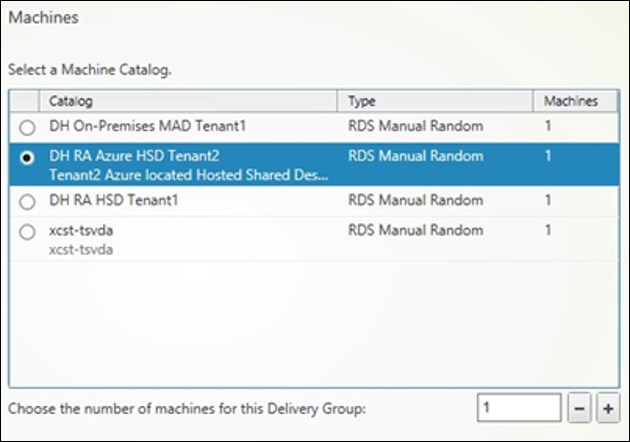 Machines
Select a Machine Catalog.
Catalog Type Machines
DH On-Premises MAD Tenant1 RDS Manual Random 1
DH RA Azure HSD Tenant2 RDS Manual Random 1
Tenant2 Azure located Hosted Shared Des...
DH RA HSD Tenant1 RDS Manual Random 1
xcst-tsvda RDS Manual Random 1
xcst-tsvda
Choose the number of machines for this Delivery Group: 1 − +